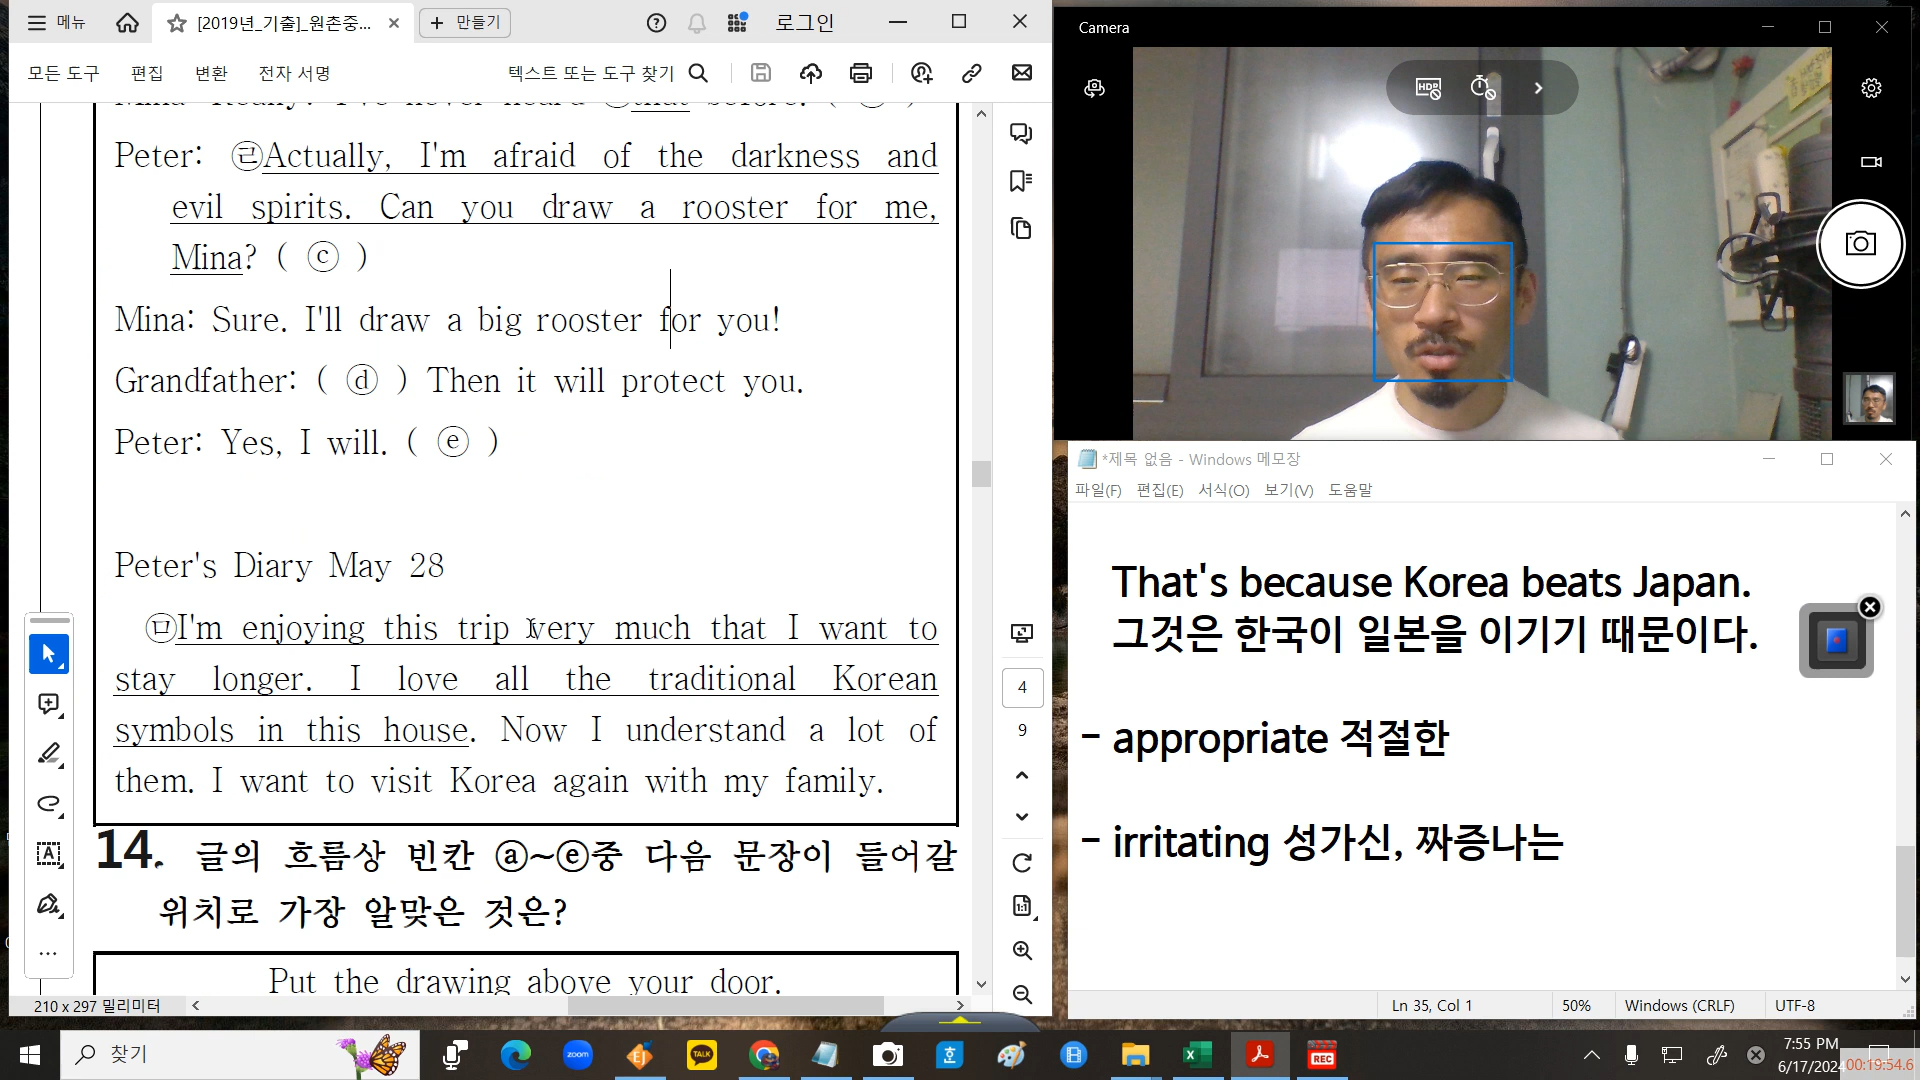 메뉴
[2019년_기출]_원촌중...
만들기
로그인
모든 도구 편집 변환 전자 서명 텍스트 또는 도구 찾기
Peter: ㉣Actually, I'm afraid of the darkness and
evil spirits. Can you draw a rooster for me,
Mina? ( ⓒ )
Mina: Sure. I'll draw a big rooster for you!
Grandfather: ( ⓓ ) Then it will protect you.
Peter: Yes, I will. ( ⓔ )
Peter's Diary May 28
㉤I'm enjoying this trip very much that I want to
stay longer. I love all the traditional Korean
symbols in this house. Now I understand a lot of
them. I want to visit Korea again with my family.
14. 글의 흐름상 빈칸 ⓐ~ⓔ중 다음 문장이 들어갈
위치로 가장 알맞은 것은?
Put the drawing above your door.
210 x 297 밀리미터
4
9
Camera
*제목 없음 - Windows 메모장
파일(F) 편집(E) 서식(O) 보기(V) 도움말
That's because Korea beats Japan.
그것은 한국이 일본을 이기기 때문이다.
- appropriate 적절한
- irritating 성가신, 짜증나는
Ln 35, Col 1 50% Windows (CRLF) UTF-8
찾기
zoom
EJ
TALK
REC
7:55 PM
6/17/2024
00:19:54.6